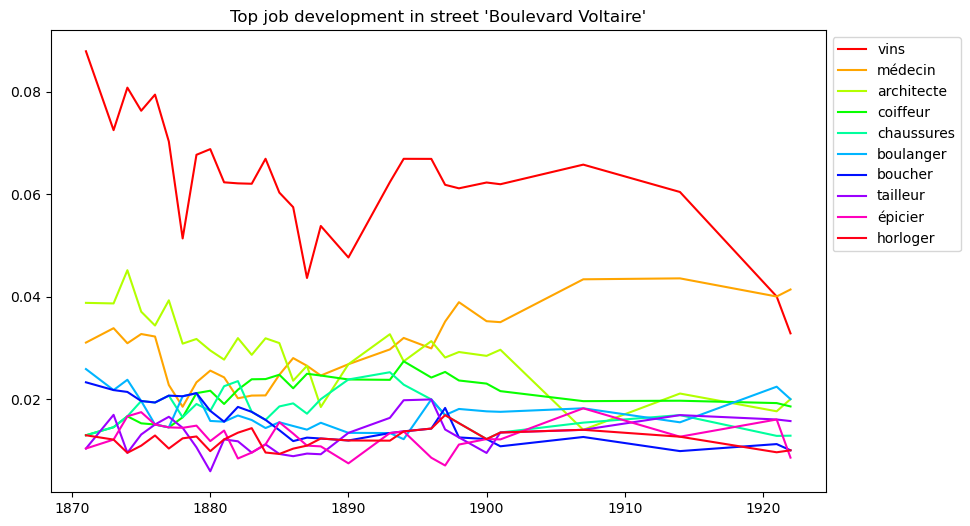 Top job development in street 'Boulevard Voltaire'
0.08
0.06
0.04
0.02
1870
1880
1890
1900
1910
1920
vins
médecin
architecte
coiffeur
chaussures
boulanger
boucher
tailleur
épicier
horloger